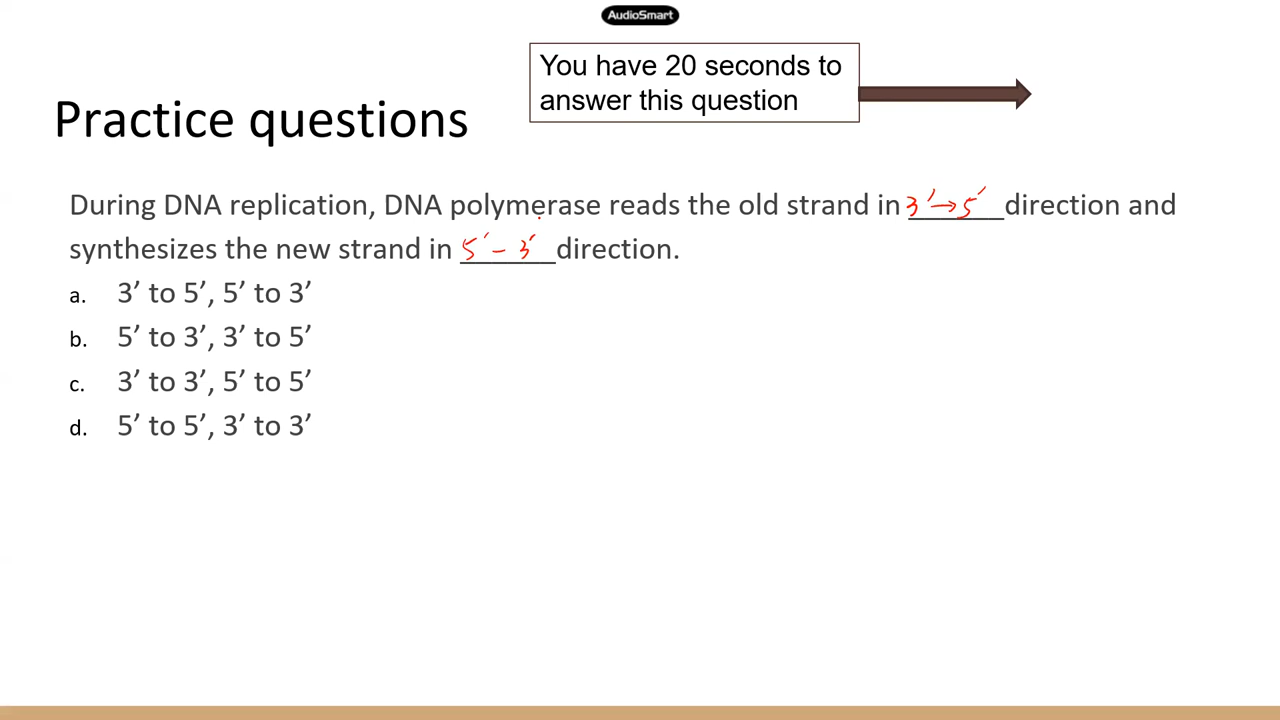 AudioSmart
You have 20 seconds to
answer this question
Practice questions
During DNA replication, DNA polymerase reads the old strand in 3′→5′ direction and
synthesizes the new strand in 5′ – 3′ direction.
a. 3′ to 5′, 5′ to 3′
b. 5′ to 3′, 3′ to 5′
c. 3′ to 3′, 5′ to 5′
d. 5′ to 5′, 3′ to 3′